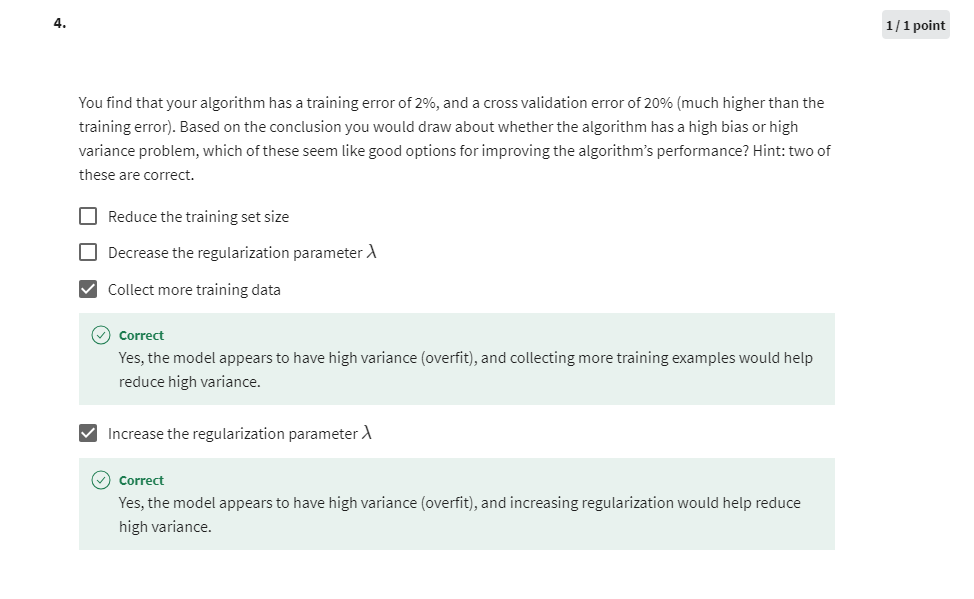 4.
1 / 1 point
You find that your algorithm has a training error of 2%, and a cross validation error of 20% (much higher than the
training error). Based on the conclusion you would draw about whether the algorithm has a high bias or high
variance problem, which of these seem like good options for improving the algorithm’s performance? Hint: two of
these are correct.
Reduce the training set size
Decrease the regularization parameter λ
Collect more training data
Correct
Yes, the model appears to have high variance (overfit), and collecting more training examples would help
reduce high variance.
Increase the regularization parameter λ
Correct
Yes, the model appears to have high variance (overfit), and increasing regularization would help reduce
high variance.